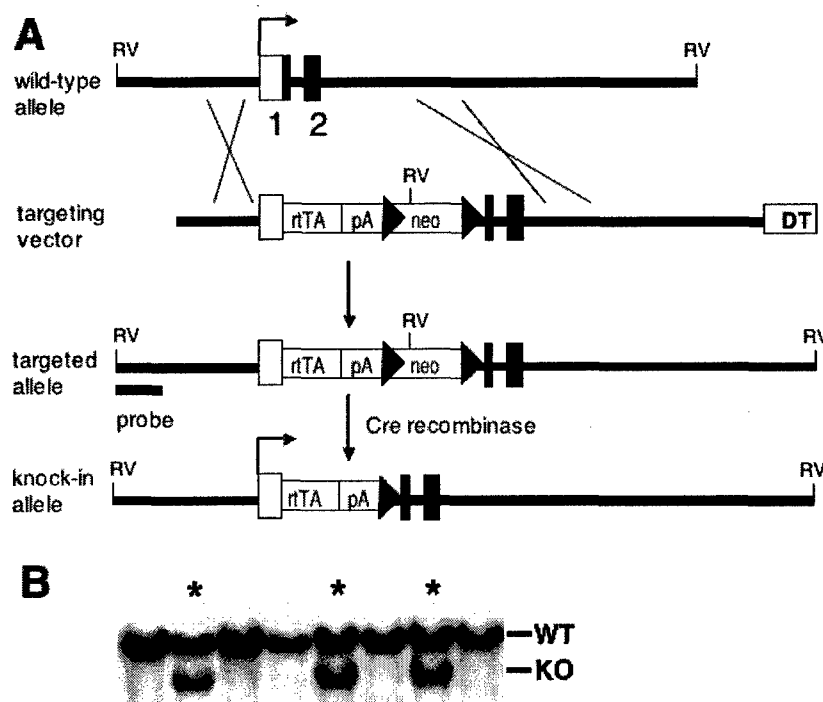 A
RV
RV
wild-type
allele
1 2
RV
targeting
vector
rtTA pA neo
DT
RV
RV
RV
targeted
allele
rtTA pA neo
probe
Cre recombinase
RV
RV
knock-in
allele
rtTA pA
B
* * *
WT
KO